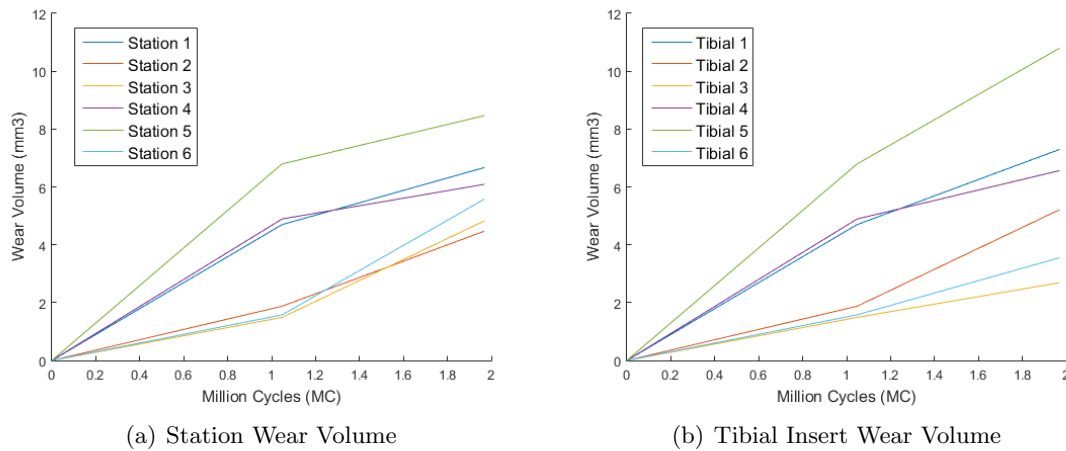 12
10
8
6
4
2
0
Wear Volume (mm3)
Station 1
Station 2
Station 3
Station 4
Station 5
Station 6
0 0.2 0.4 0.6 0.8 1 1.2 1.4 1.6 1.8 2
Million Cycles (MC)
(a) Station Wear Volume
12
10
8
6
4
2
0
Wear Volume (mm3)
Tibial 1
Tibial 2
Tibial 3
Tibial 4
Tibial 5
Tibial 6
0 0.2 0.4 0.6 0.8 1 1.2 1.4 1.6 1.8 2
Million Cycles (MC)
(b) Tibial Insert Wear Volume